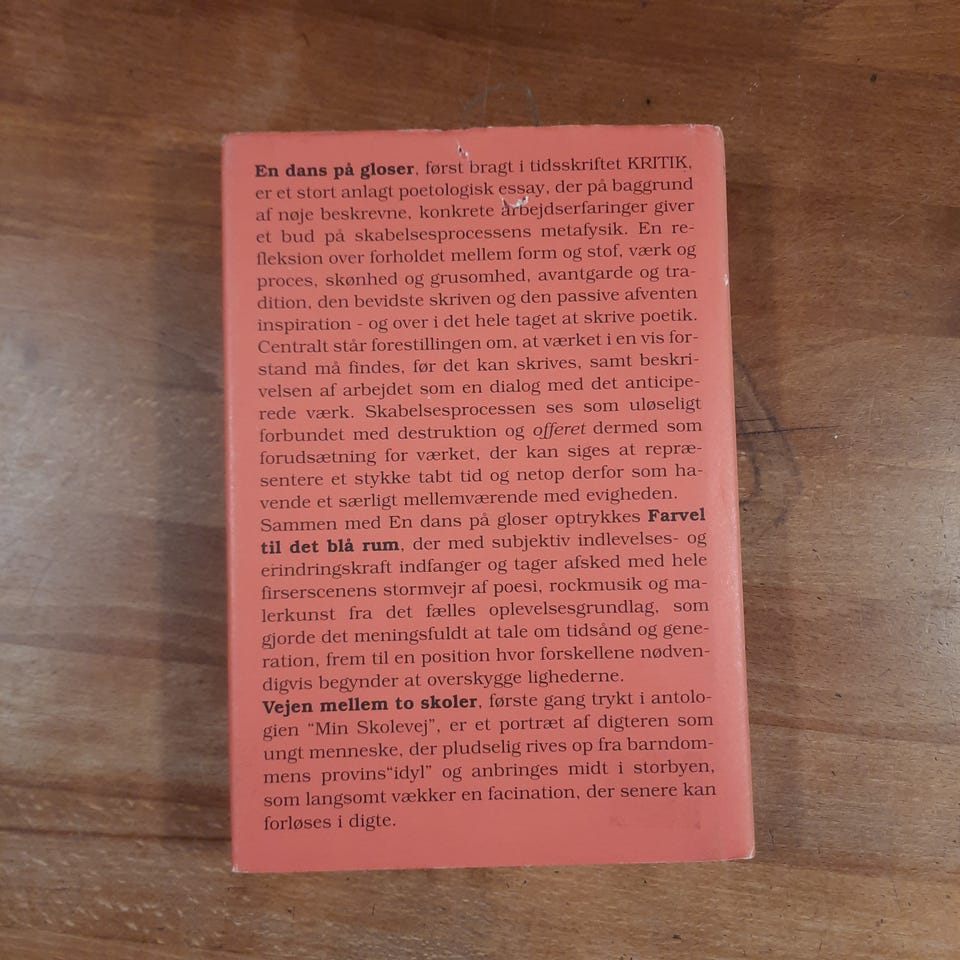 En dans på gloser, først bragt i tidsskriftet KRITIK,
er et stort anlagt poetologisk essay, der på baggrund
af nøje beskrevne, konkrete arbejdserfaringer giver
et bud på skabelsesprocessens metafysik. En re-
fleksion over forholdet mellem form og stof, værk og
proces, skønhed og grusomhed, avantgarde og tra-
dition, den bevidste skriven og den passive afventen
inspiration - og over i det hele taget at skrive poetik.
Centralt står forestillingen om, at værket i en vis for-
stand må findes, før det kan skrives, samt beskri-
velsen af arbejdet som en dialog med det anticipe-
rede værk. Skabelsesprocessen ses som uløseligt
forbundet med destruktion og offeret dermed som
forudsætning for værket, der kan siges at repræ-
sentere et stykke tabt tid og netop derfor som ha-
vende et særligt mellemværende med evigheden.
Sammen med En dans på gloser optrykkes Farvel
til det blå rum, der med subjektiv indlevelses- og
erindringskraft indfanger og tager afsked med hele
firserscenens stormvejr af poesi, rockmusik og ma-
lerkunst fra det fælles oplevelsesgrundlag, som
gjorde det meningsfuldt at tale om tidsånd og gene-
ration, frem til en position hvor forskellene nødven-
digvis begynder at overskygge lighederne.
Vejen mellem to skoler, første gang trykt i antolo-
gien "Min Skolevej", er et portræt af digteren som
ungt menneske, der pludselig rives op fra barndom-
mens provins"idyl" og anbringes midt i storbyen,
som langsomt vækker en facination, der senere kan
forløses i digte.